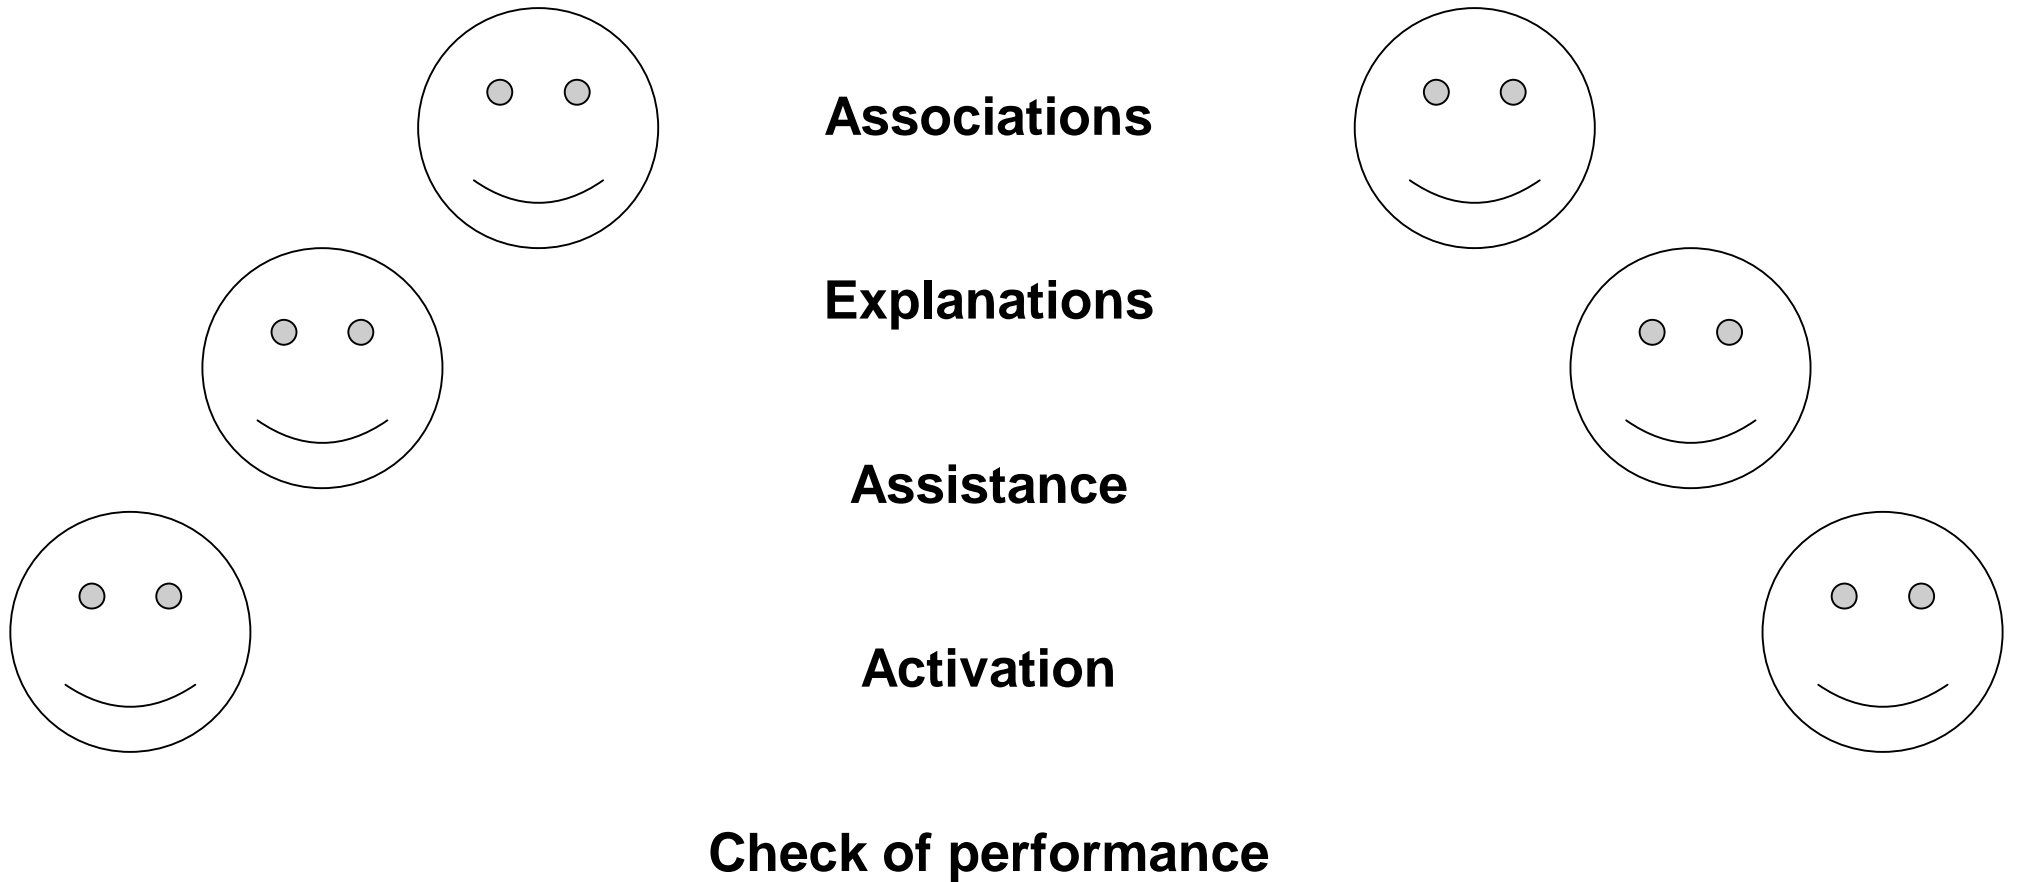 Associations
Explanations
Assistance
Activation
Check of performance